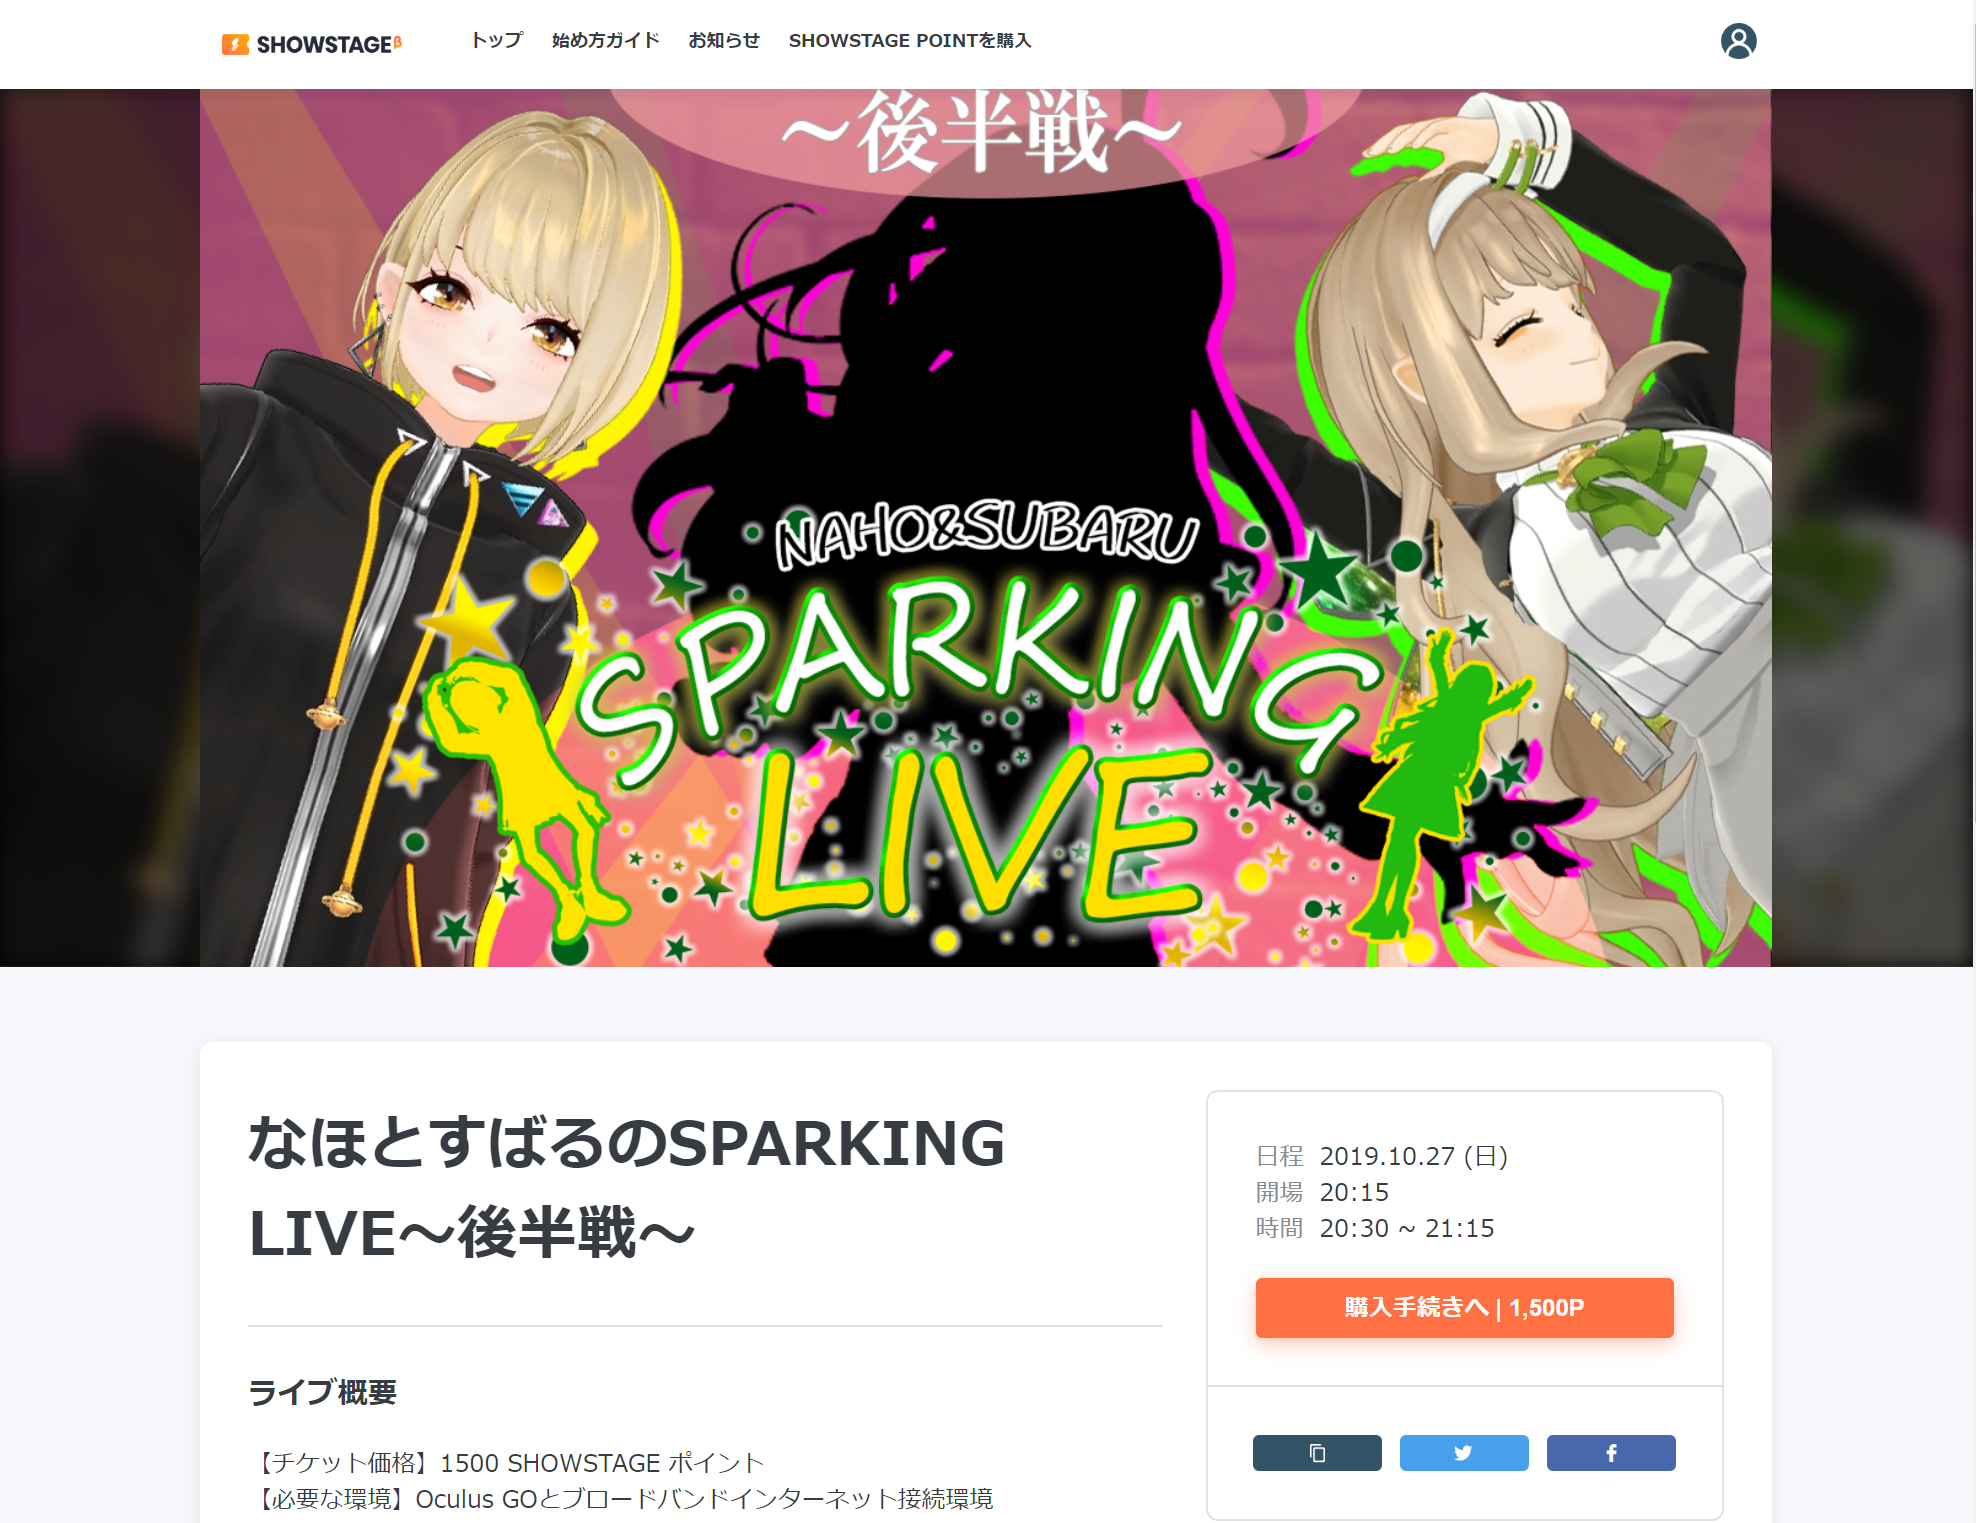 SHOWSTAGEβ
トップ 始め方ガイド お知らせ SHOWSTAGE POINTを購入
～後半戦～
NAHO&SUBARU
SPARKING
LIVE
なほとすばるのSPARKING
LIVE～後半戦～
日程 2019.10.27 (日)
開場 20:15
時間 20:30 ~ 21:15
購入手続きへ | 1,500P
ライブ概要
【チケット価格】1500 SHOWSTAGE ポイント
【必要な環境】Oculus GOとブロードバンドインターネット接続環境